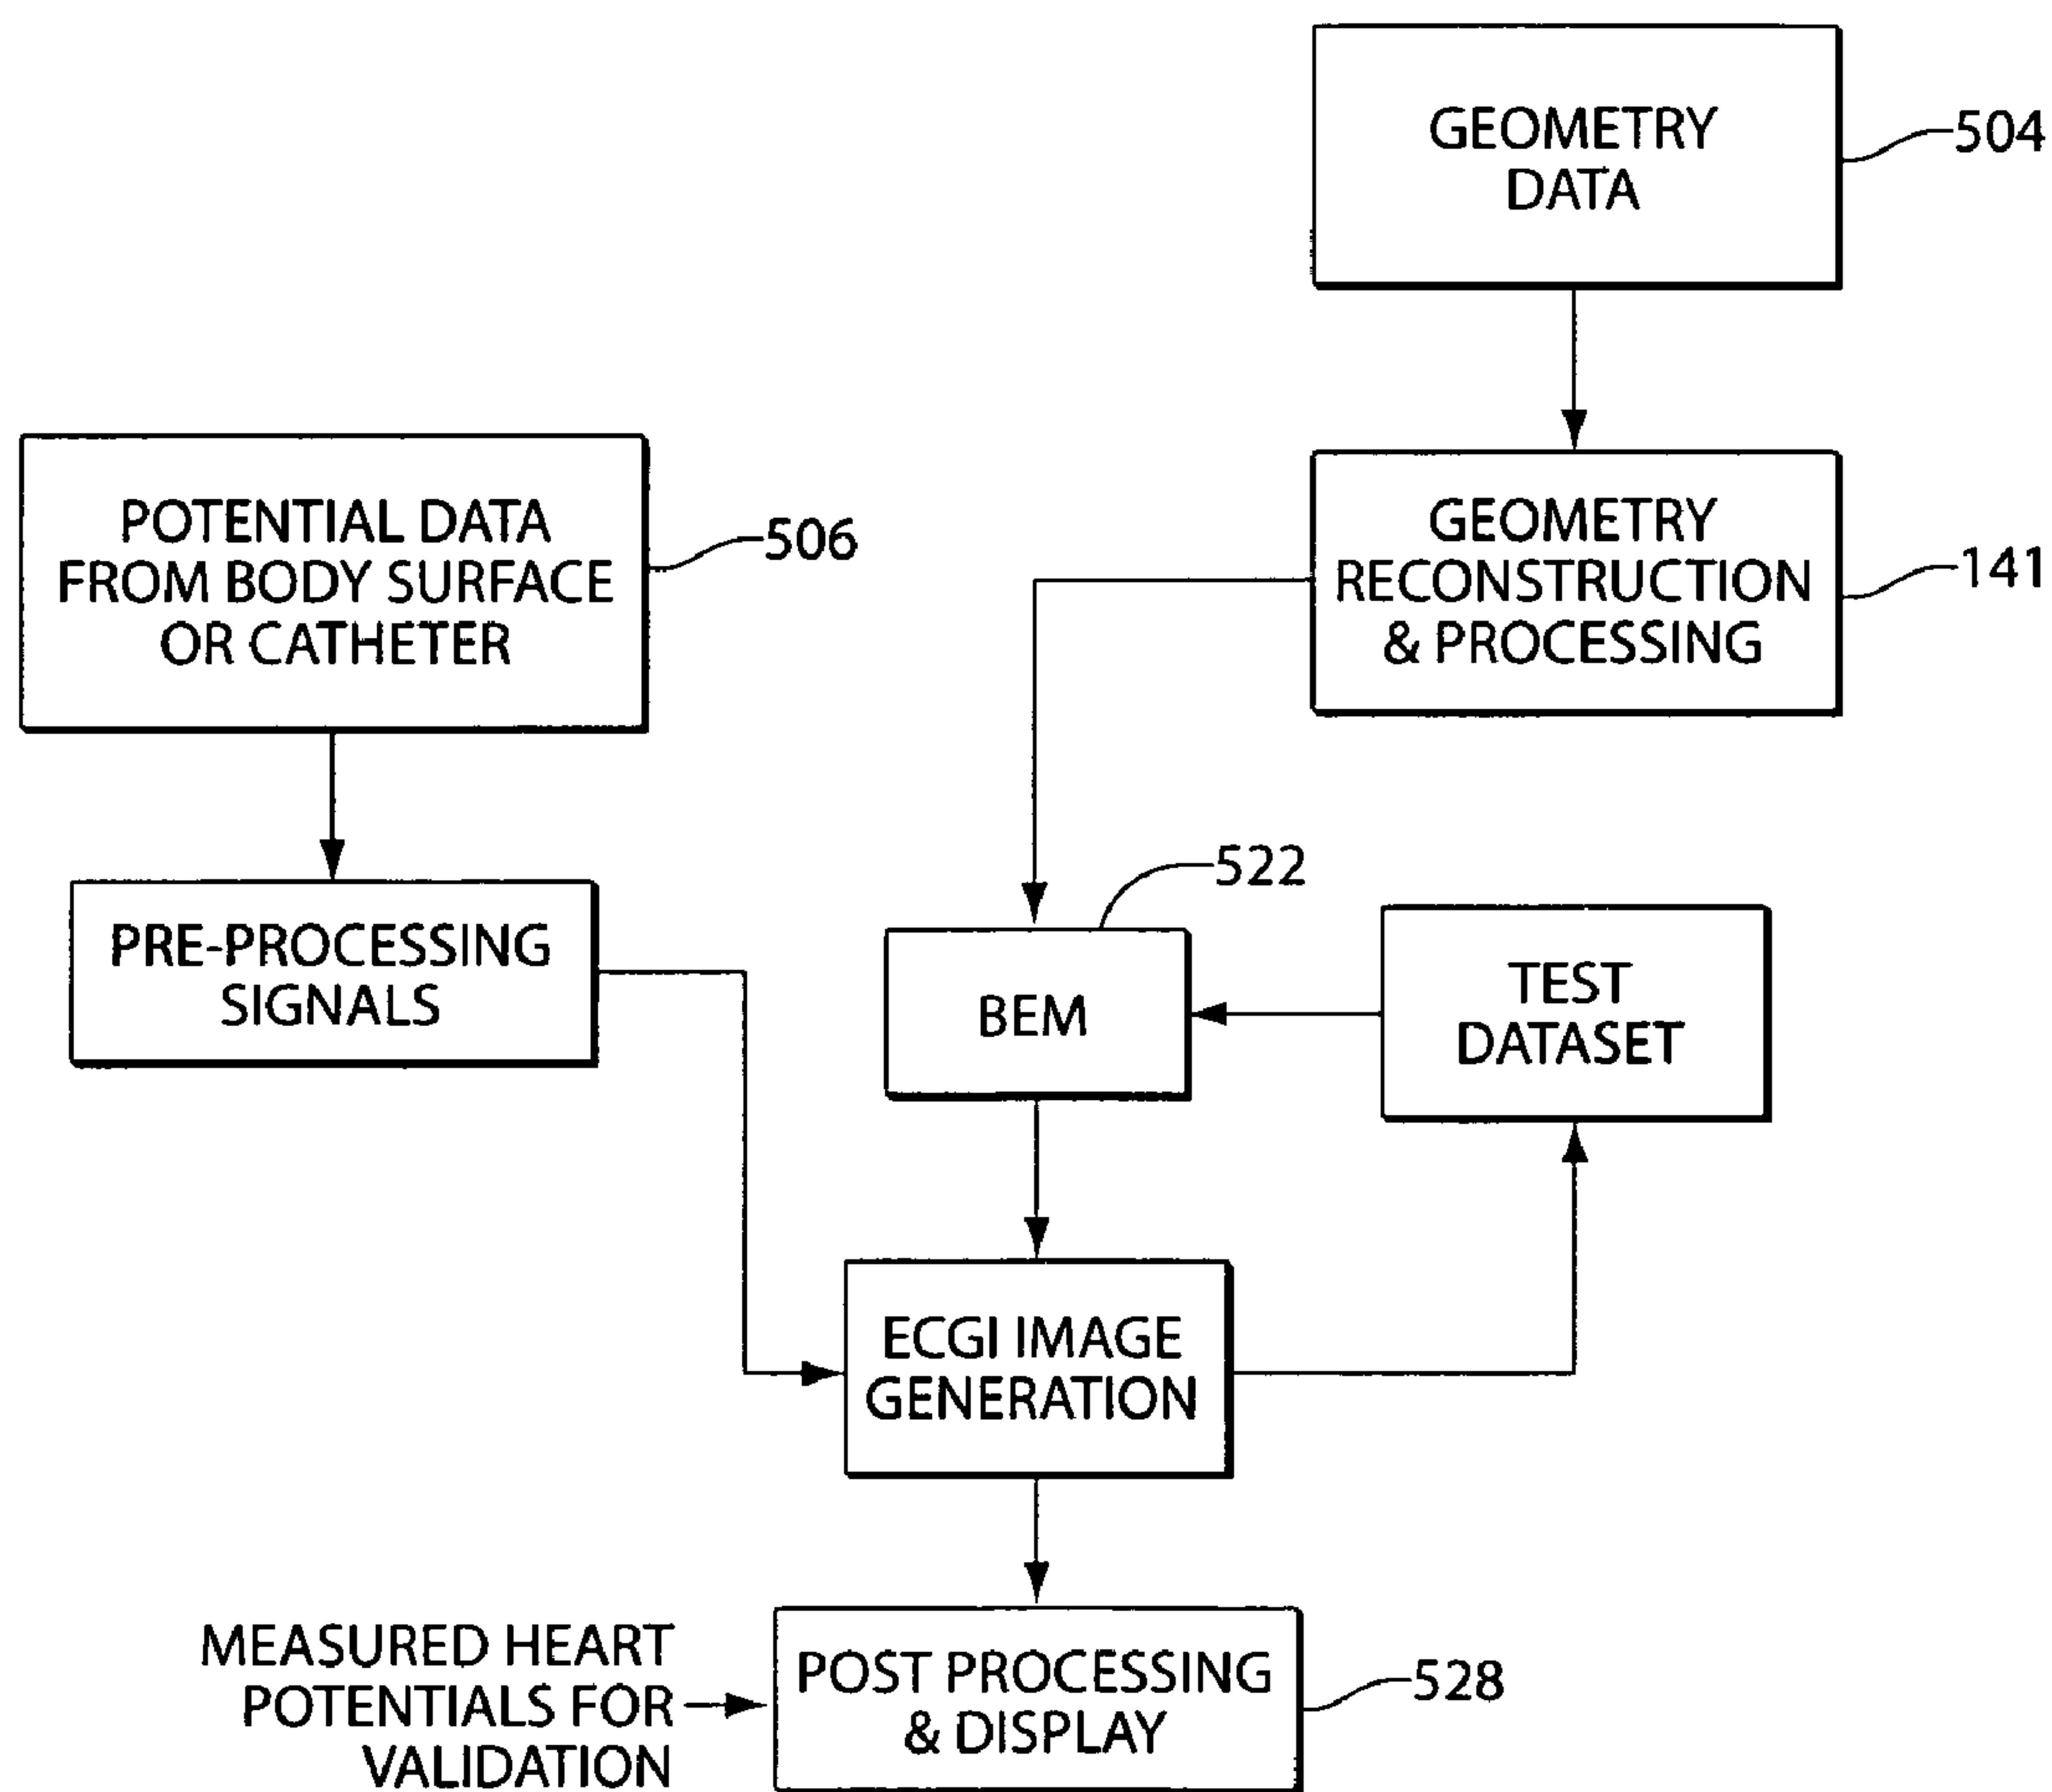 GEOMETRY
DATA
504
POTENTIAL DATA
FROM BODY SURFACE
OR CATHETER
506
GEOMETRY
RECONSTRUCTION
& PROCESSING
141
PRE-PROCESSING
SIGNALS
522
BEM
TEST
DATASET
ECGI IMAGE
GENERATION
MEASURED HEART
POTENTIALS FOR
VALIDATION
POST PROCESSING
& DISPLAY
528